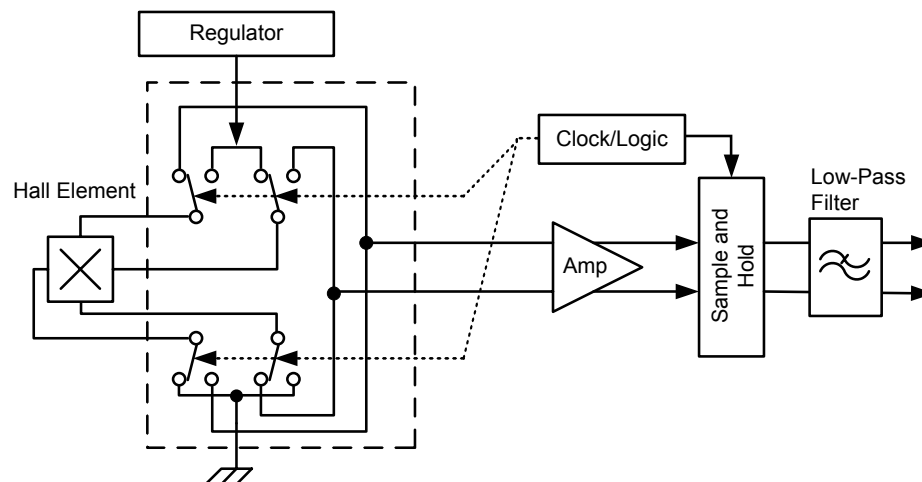 Regulator
Clock/Logic
Hall Element
Low-Pass
Filter
Amp
Sample and
Hold